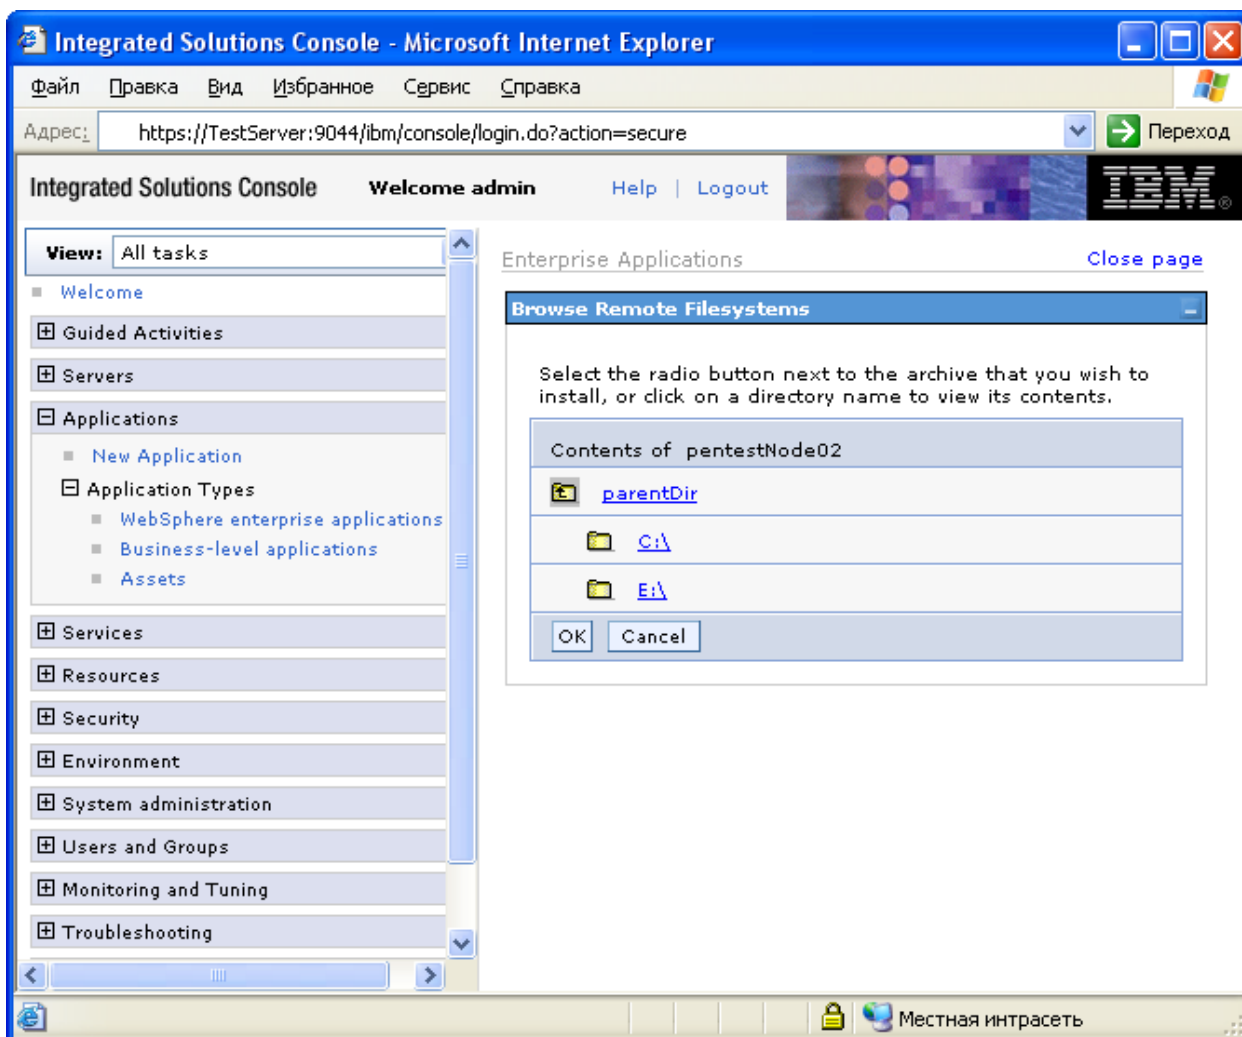 Integrated Solutions Console - Microsoft Internet Explorer
Файл Правка Вид Избранное Сервис Справка
Адрес: https://TestServer:9044/ibm/console/login.do?action=secure Переход
Integrated Solutions Console Welcome admin Help | Logout IBM®
View: All tasks
Welcome
Guided Activities
Servers
Applications
New Application
Application Types
WebSphere enterprise applications
Business-level applications
Assets
Services
Resources
Security
Environment
System administration
Users and Groups
Monitoring and Tuning
Troubleshooting
Enterprise Applications Close page
Browse Remote Filesystems
Select the radio button next to the archive that you wish to
install, or click on a directory name to view its contents.
Contents of pentestNode02
parentDir
C:\
E:\
OK Cancel
Местная интрасеть